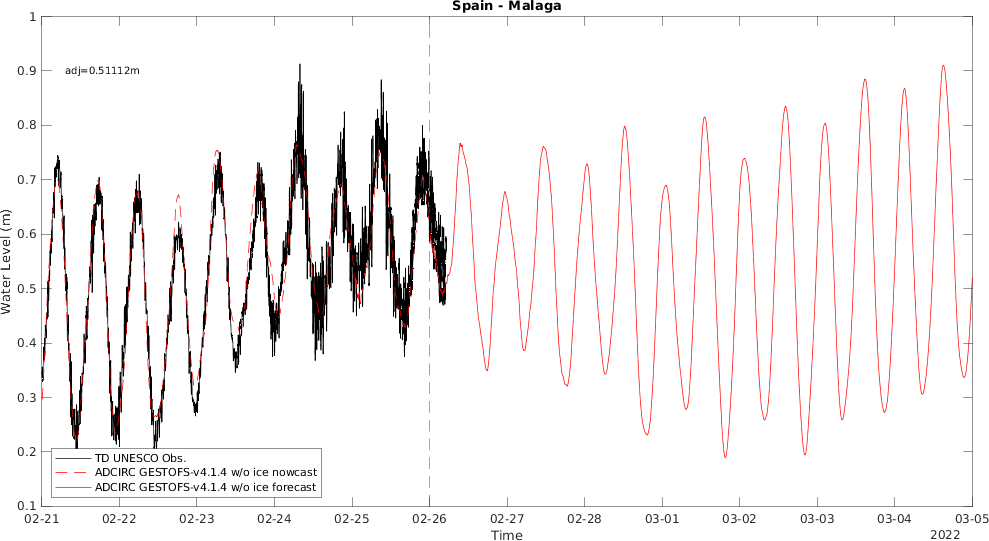 Spain - Malaga
1
0.9
0.8
0.7
0.6
0.5
0.4
0.3
0.2
0.1
Water Level (m)
adj=0.51112m
TD UNESCO Obs.
ADCIRC GESTOFS-v4.1.4 w/o ice nowcast
ADCIRC GESTOFS-v4.1.4 w/o ice forecast
02-21 02-22 02-23 02-24 02-25 02-26 02-27 02-28 03-01 03-02 03-03 03-04 03-05
Time
2022